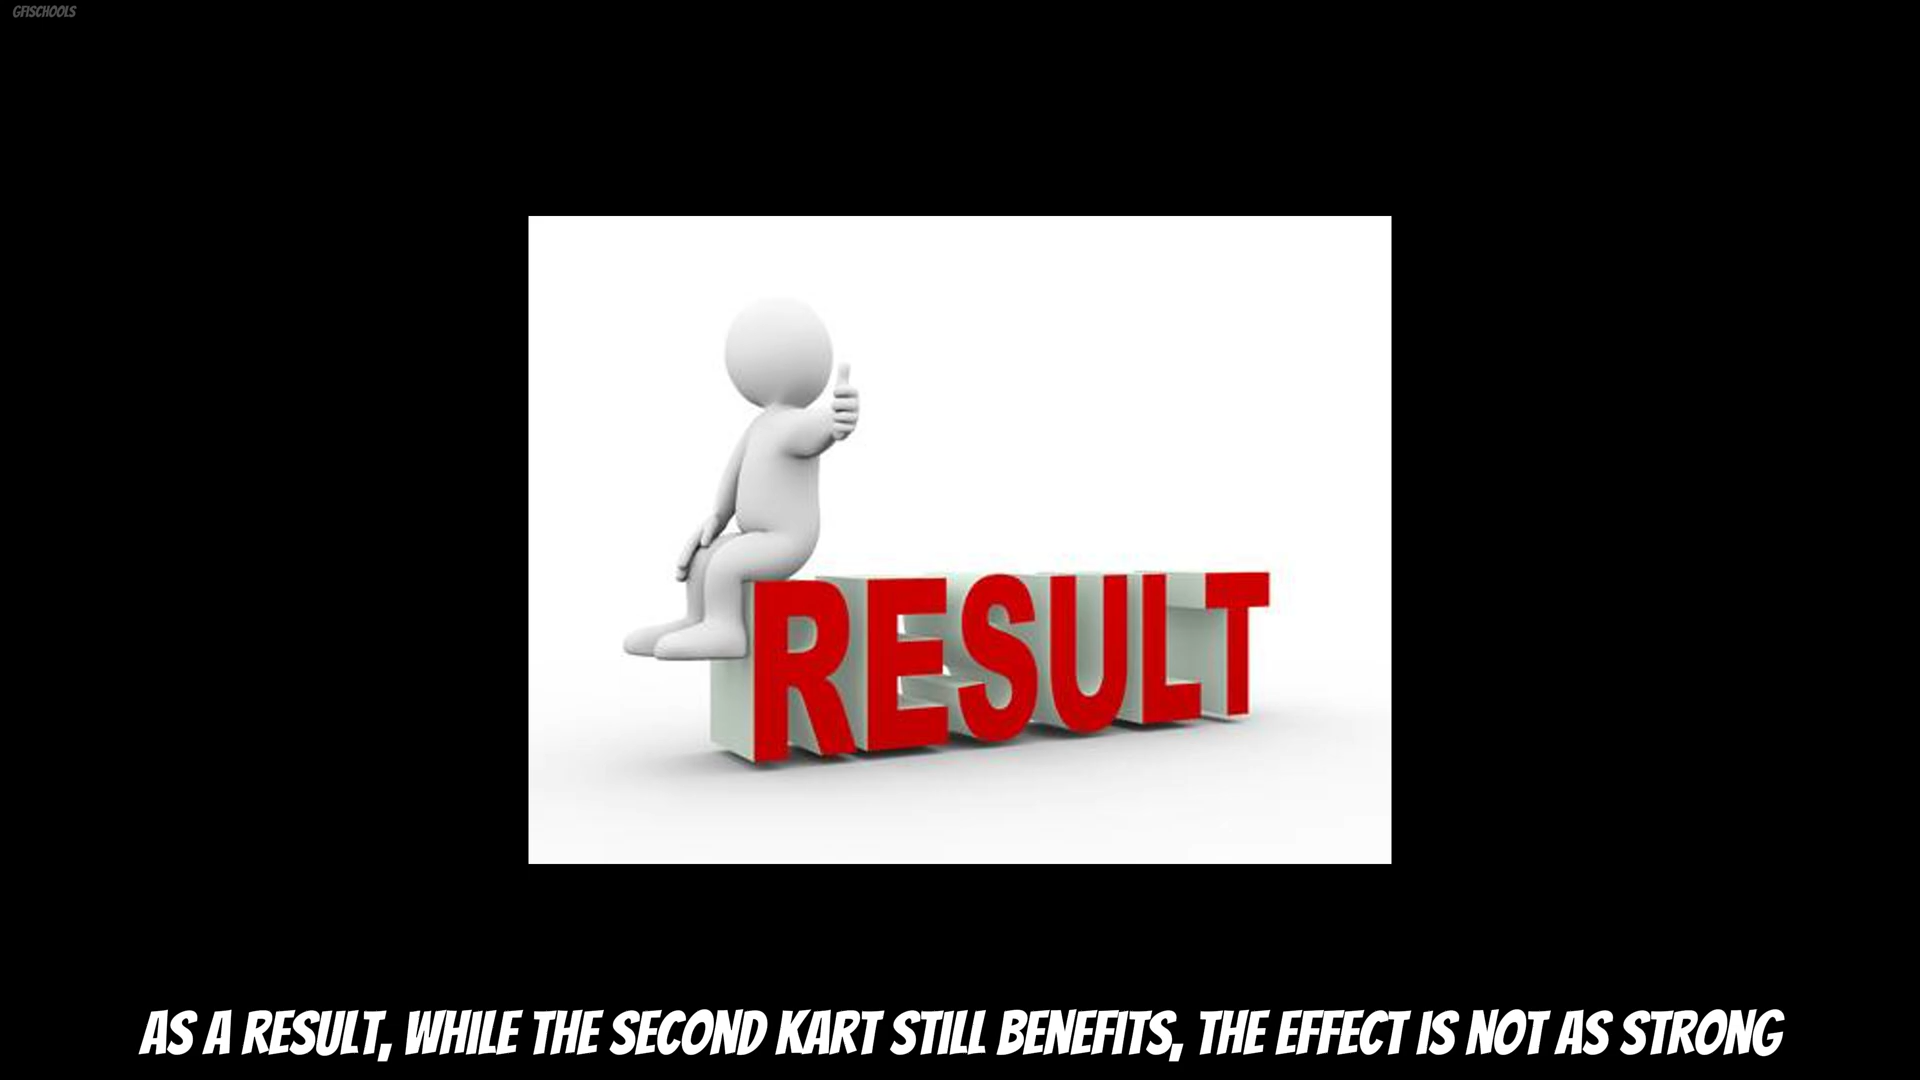 GFISCHOOLS
RESULT
AS A RESULT, WHILE THE SECOND KART STILL BENEFITS, THE EFFECT IS NOT AS STRONG